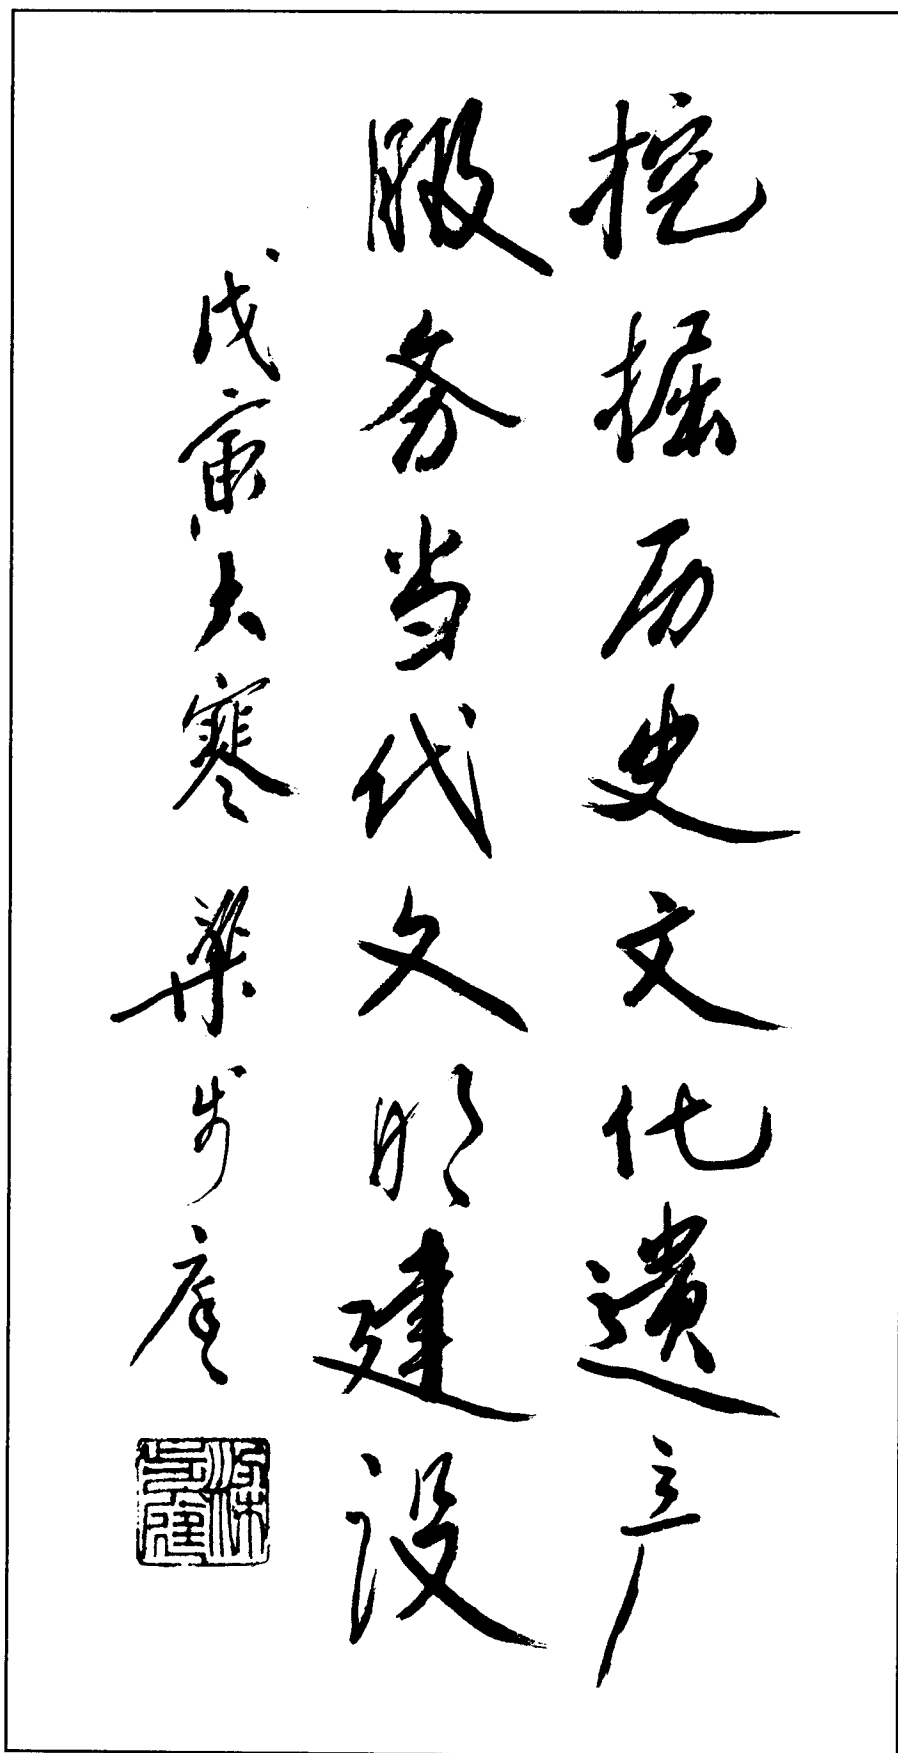 挖掘历史文化遗产
服务当代文明建设
戊寅大寒 梁步庭